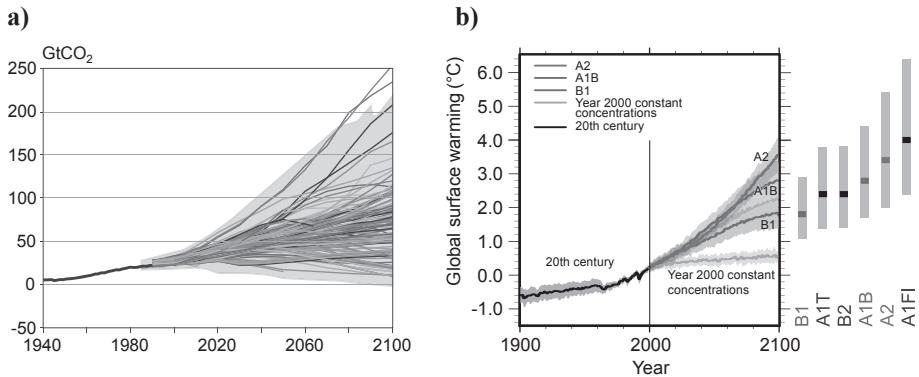 a)
GtCO2
250
200
150
100
50
0
-50
1940
1980
2020
2060
2100
b)
Global surface warming (°C)
6.0
5.0
4.0
3.0
2.0
1.0
0.0
-1.0
A2
A1B
B1
Year 2000 constant
concentrations
20th century
A2
A1B
B1
20th century
Year 2000 constant
concentrations
1900
2000
2100
Year
B1
A1T
B2
A1B
A2
A1FI